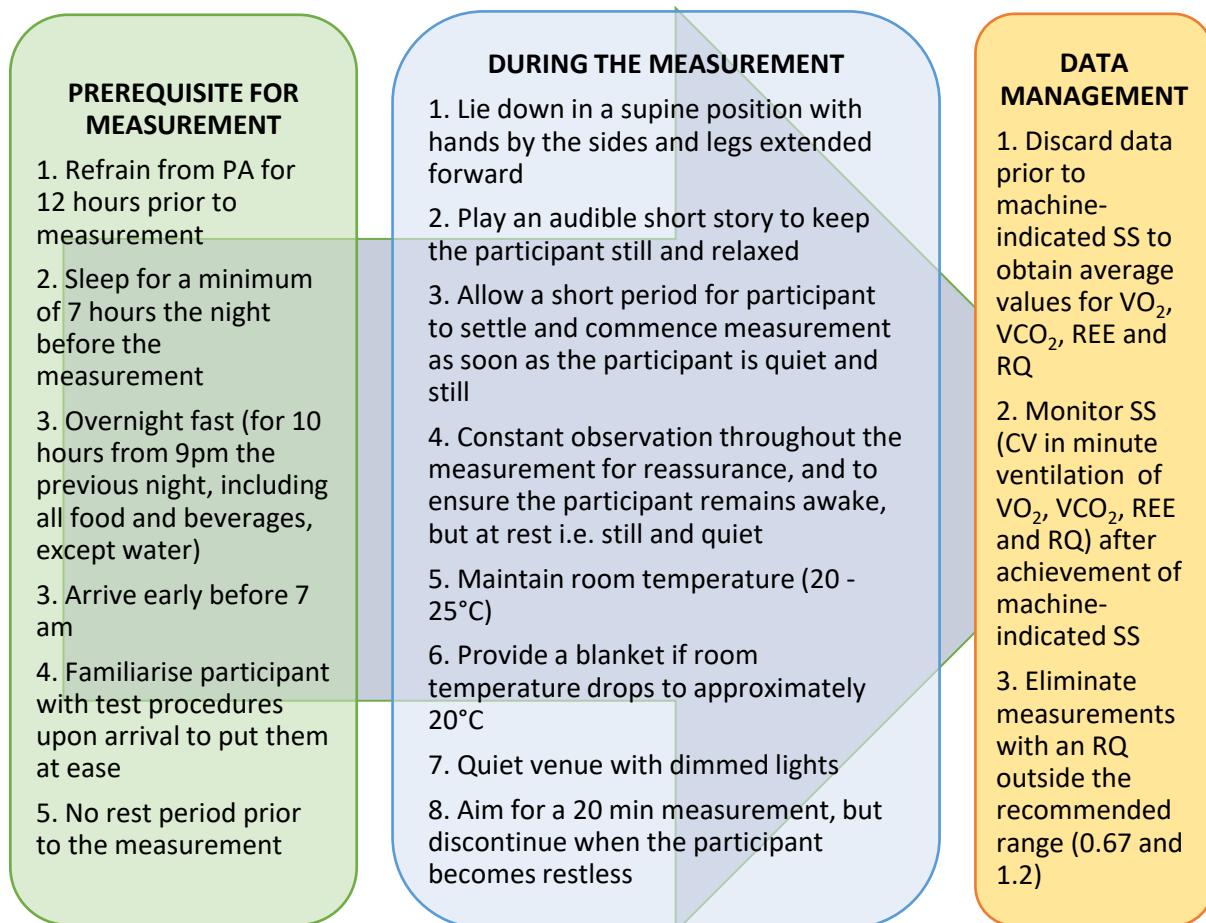 PREREQUISITE FOR
MEASUREMENT
1. Refrain from PA for
12 hours prior to
measurement
2. Sleep for a minimum
of 7 hours the night
before the
measurement
3. Overnight fast (for 10
hours from 9pm the
previous night, including
all food and beverages,
except water)
3. Arrive early before 7
am
4. Familiarise participant
with test procedures
upon arrival to put them
at ease
5. No rest period prior
to the measurement
DURING THE MEASUREMENT
1. Lie down in a supine position with
hands by the sides and legs extended
forward
2. Play an audible short story to keep
the participant still and relaxed
3. Allow a short period for participant
to settle and commence measurement
as soon as the participant is quiet and
still
4. Constant observation throughout the
measurement for reassurance, and to
ensure the participant remains awake,
but at rest i.e. still and quiet
5. Maintain room temperature (20 -
25°C)
6. Provide a blanket if room
temperature drops to approximately
20°C
7. Quiet venue with dimmed lights
8. Aim for a 20 min measurement, but
discontinue when the participant
becomes restless
DATA
MANAGEMENT
1. Discard data
prior to
machine-
indicated SS to
obtain average
values for VO₂,
VCO₂, REE and
RQ
2. Monitor SS
(CV in minute
ventilation of
VO₂, VCO₂, REE
and RQ) after
achievement of
machine-
indicated SS
3. Eliminate
measurements
with an RQ
outside the
recommended
range (0.67 and
1.2)